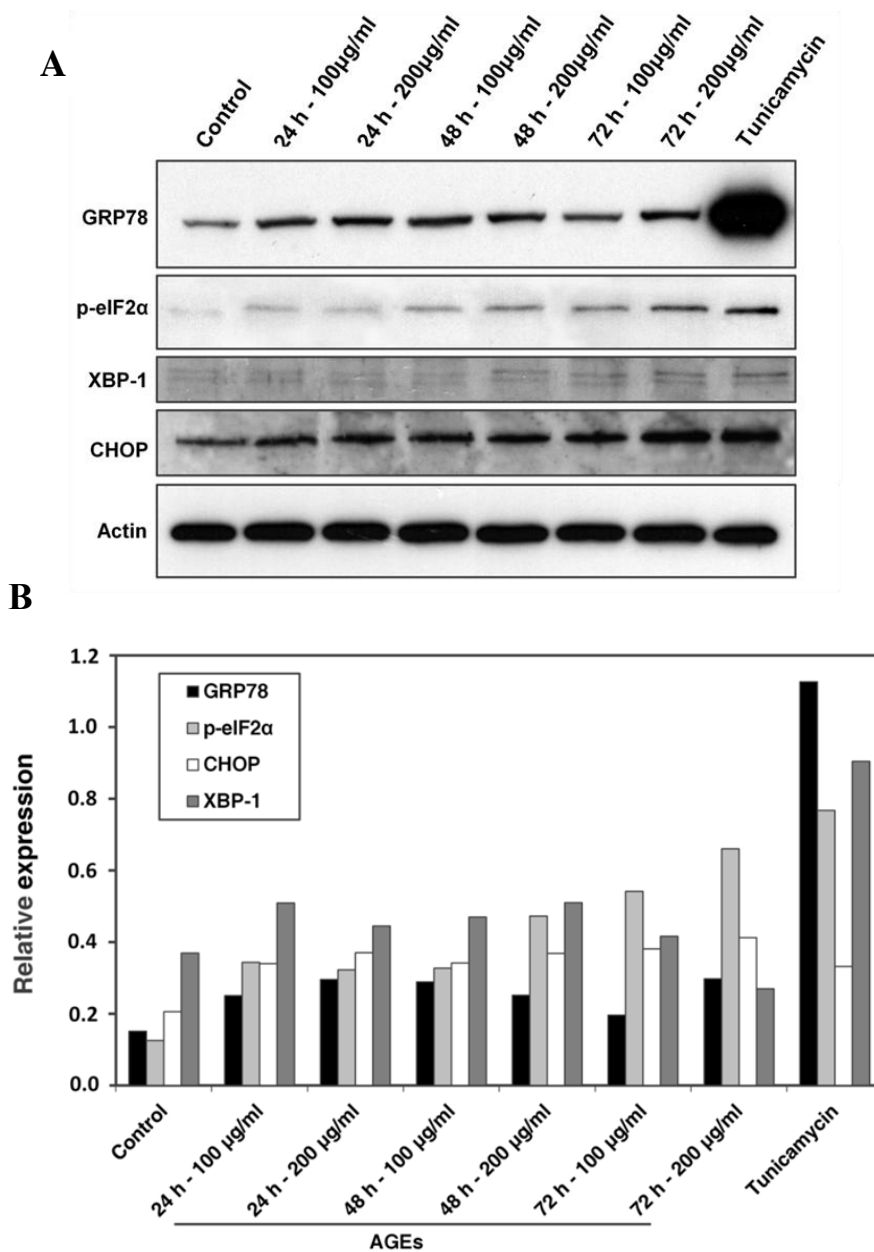 A
Control
24 h - 100µg/ml
24 h - 200µg/ml
48 h - 100µg/ml
48 h - 200µg/ml
72 h - 100µg/ml
72 h - 200µg/ml
Tunicamycin
GRP78
p-eIF2α
XBP-1
CHOP
Actin
B
Relative expression
1.2
1.0
0.8
0.6
0.4
0.2
0.0
GRP78
p-eIF2α
CHOP
XBP-1
Control
24 h - 100 µg/ml
24 h - 200 µg/ml
48 h - 100 µg/ml
48 h - 200 µg/ml
72 h - 100 µg/ml
72 h - 200 µg/ml
Tunicamycin
AGEs